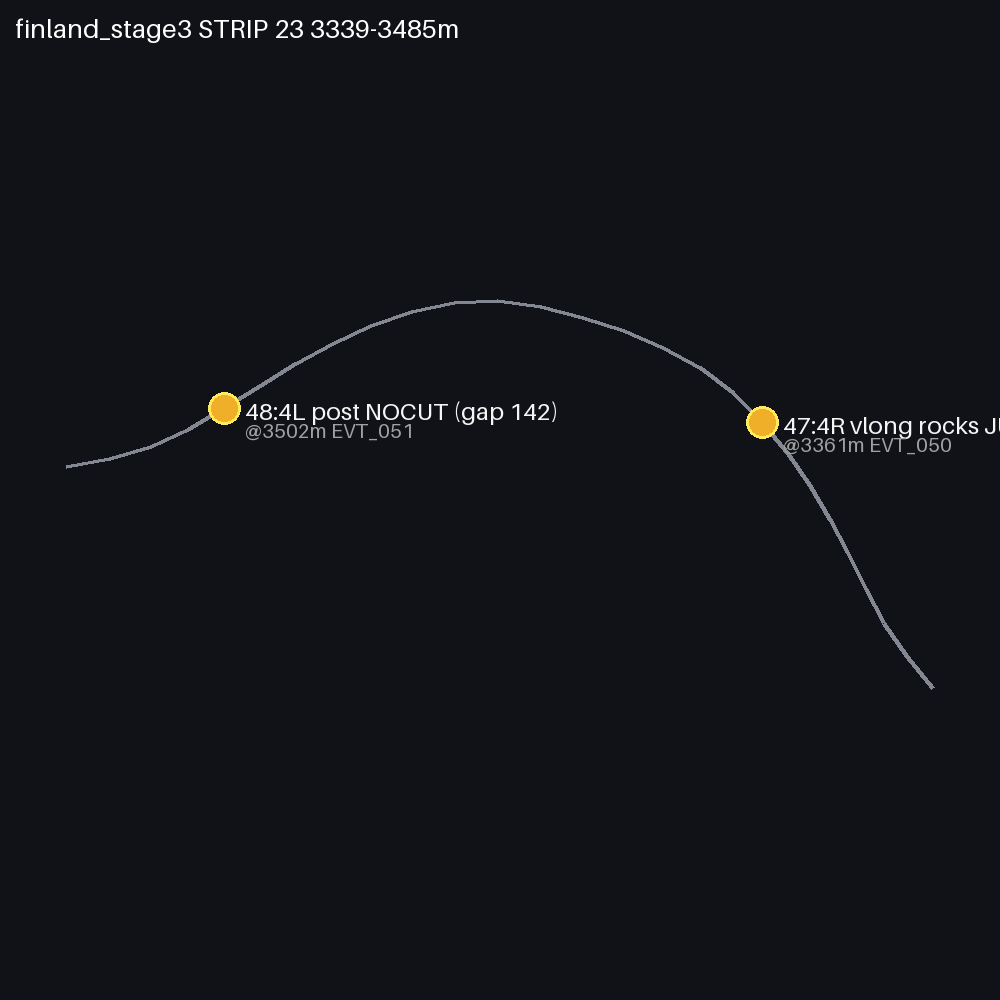 finland_stage3 STRIP 23 3339-3485m
48:4L post NOCUT (gap 142)
@3502m EVT_051
47:4R vlong rocks
@3361m EVT_050